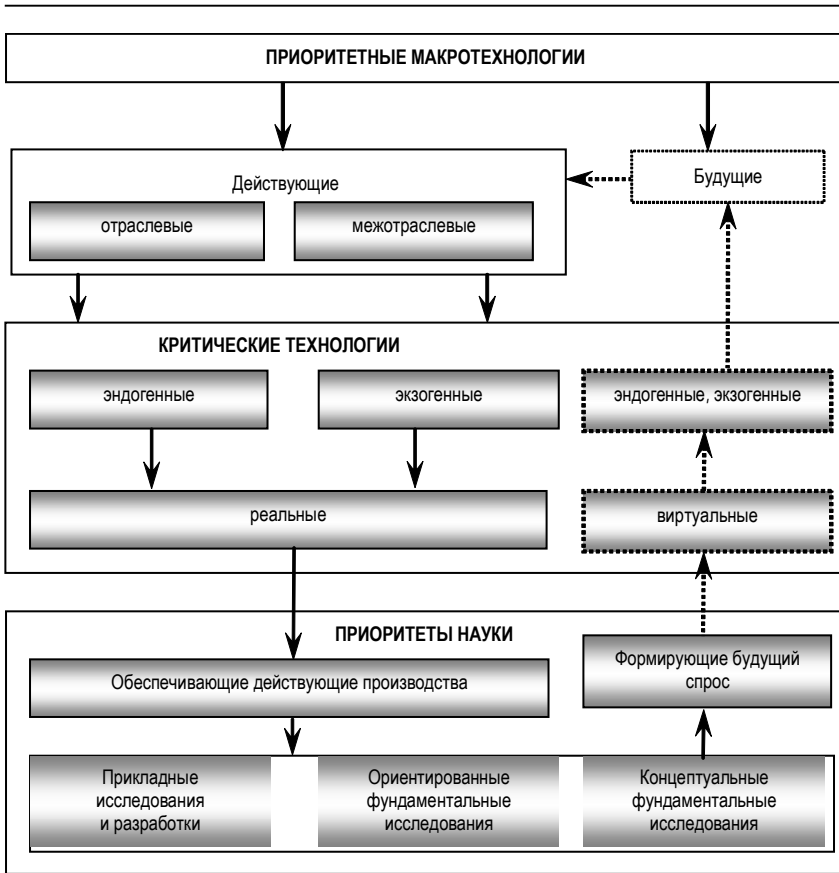 ПРИОРИТЕТНЫЕ МАКРОТЕХНОЛОГИИ
Действующие
Будущие
отраслевые
межотраслевые
КРИТИЧЕСКИЕ ТЕХНОЛОГИИ
эндогенные
экзогенные
эндогенные, экзогенные
реальные
виртуальные
ПРИОРИТЕТЫ НАУКИ
Обеспечивающие действующие производства
Формирующие будущий
спрос
Прикладные
исследования
и разработки
Ориентированные
фундаментальные
исследования
Концептуальные
фундаментальные
исследования